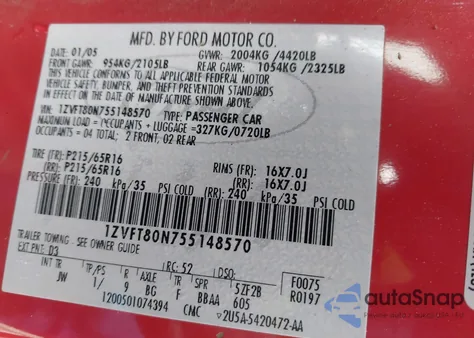 MFD. BY FORD MOTOR CO.
DATE: 01/05 GVWR: 2004KG /4420LB
FRONT GAWR: 954KG/2105LB REAR GAWR: 1054KG /2325LB
THIS VEHICLE CONFORMS TO ALL APPLICABLE FEDERAL MOTOR
VEHICLE SAFETY, BUMPER, AND THEFT PREVENTION STANDARDS
IN EFFECT ON THE DATE OF MANUFACTURE SHOWN ABOVE.
VEHICLE IDENTIFICATION NO.:
VIN: 1ZVFT80N755148570 TYPE: PASSENGER CAR
MAXIMUM LOAD = OCCUPANTS + LUGGAGE =327KG/0720LB
OCCUPANTS = 04 TOTAL; 2 FRONT, 02 REAR
TIRE (FR): P215/65R16 RIMS (FR): 16X7.0J
(RR): P215/65R16 (RR): 16X7.0J
PRESSURE (FR): 240 kPa/35 PSI COLD (RR): 240 kPa/35 PSI COLD
1ZVFT80N755148570
TRAILER TOWING - SEE OWNER GUIDE
EXT PNT: D3 RC: 52 DSO: F0075
INT TR TP/PS R AXLE TR SPR R0197
JW 1/ 9 BG F BBAA 605 5ZF2B
1200501074394 CMC ▽2U5A-5420472-AA
autoSnap